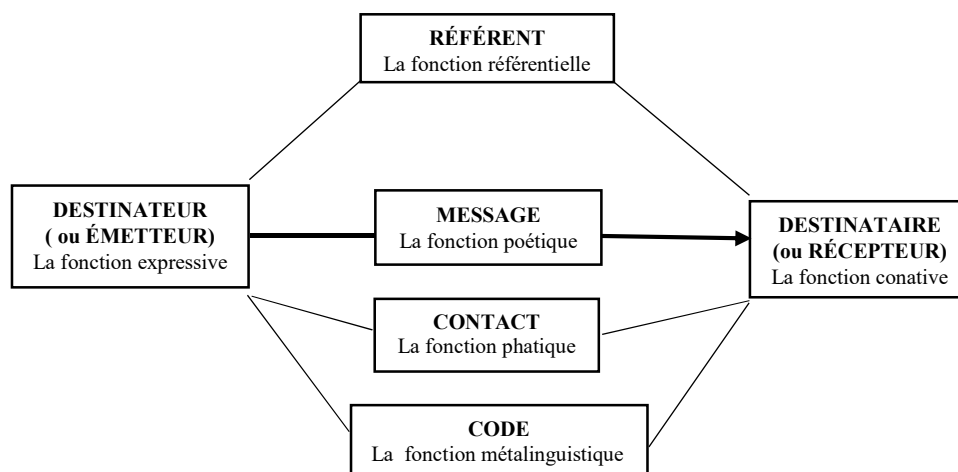 RÉFÉRENT
La fonction référentielle
DESTINATEUR
( ou ÉMETTEUR)
La fonction expressive
MESSAGE
La fonction poétique
DESTINATAIRE
(ou RÉCEPTEUR)
La fonction conative
CONTACT
La fonction phatique
CODE
La fonction métalinguistique